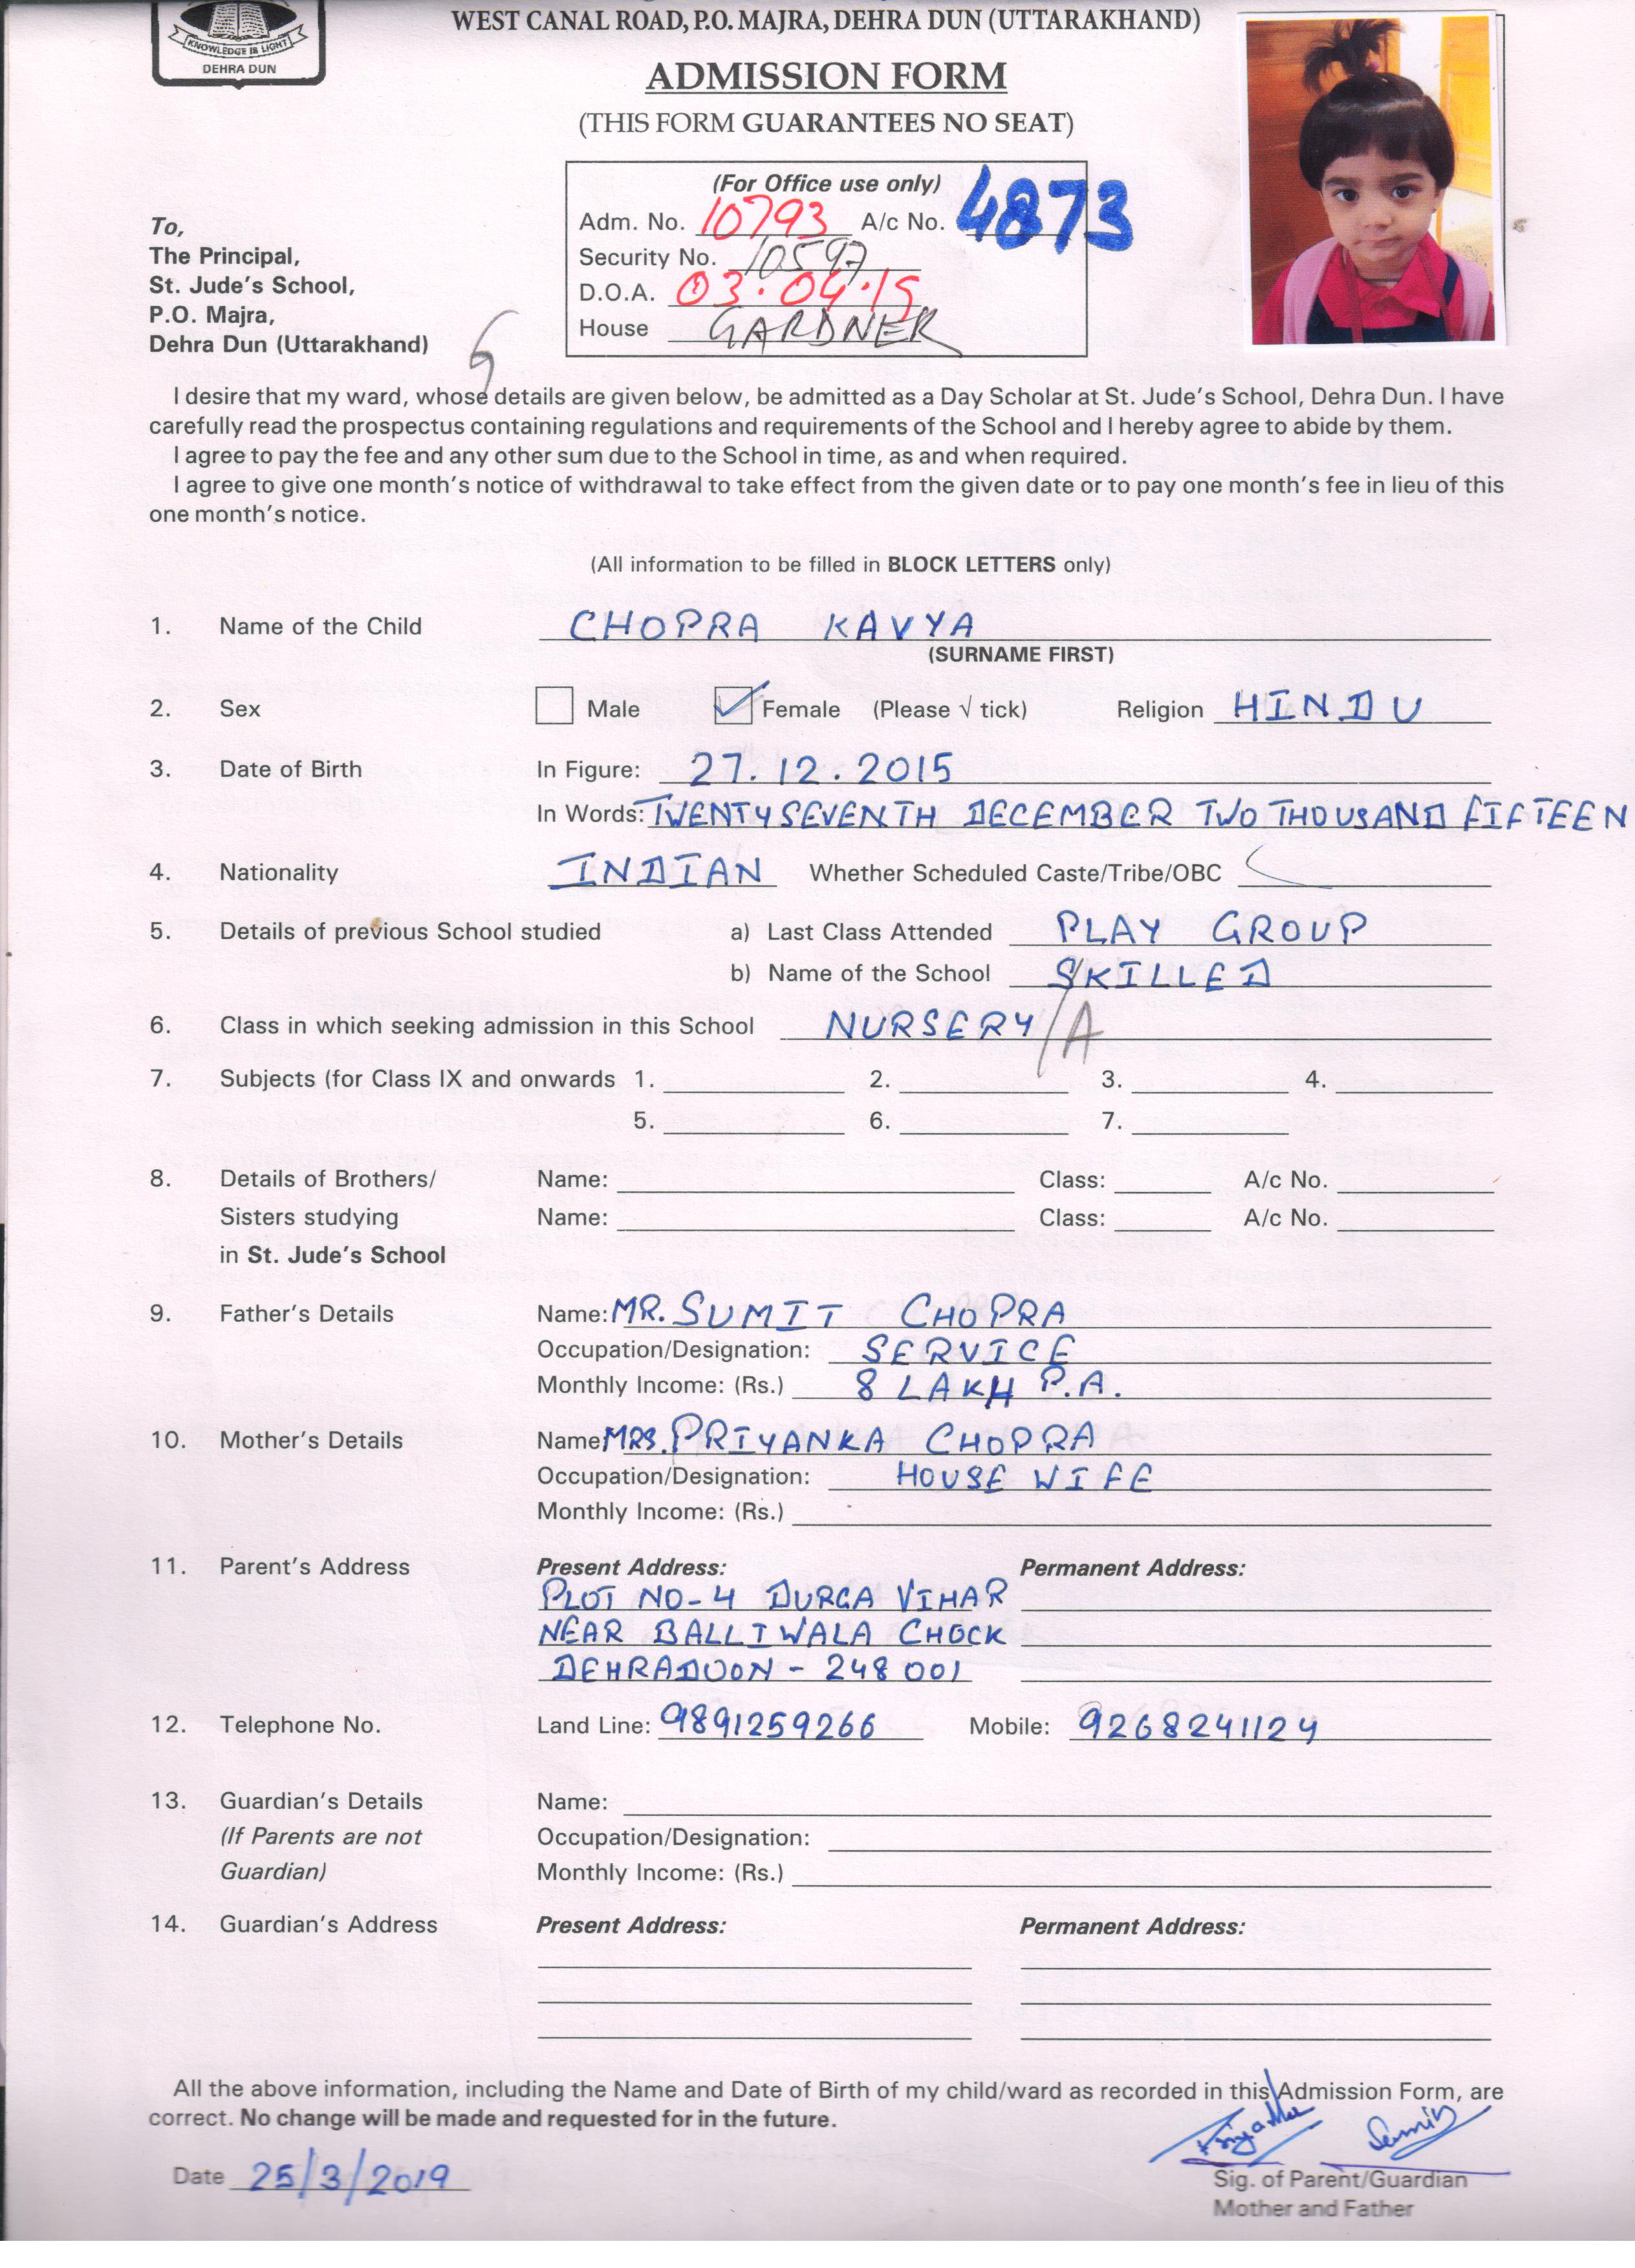 WEST CANAL ROAD, P.O. MAJRA, DEHRA DUN (UTTARAKHAND)
KNOWLEDGE IS LIGHT
DEHRA DUN
ADMISSION FORM
(THIS FORM GUARANTEES NO SEAT)
(For Office use only)
Adm. No. 10793 A/c No. 4873
Security No. 10597
D.O.A. 03.04.19
House GARDNER
To,
The Principal,
St. Jude's School,
P.O. Majra,
Dehra Dun (Uttarakhand)
I desire that my ward, whose details are given below, be admitted as a Day Scholar at St. Jude's School, Dehra Dun. I have
carefully read the prospectus containing regulations and requirements of the School and I hereby agree to abide by them.
I agree to pay the fee and any other sum due to the School in time, as and when required.
I agree to give one month's notice of withdrawal to take effect from the given date or to pay one month's fee in lieu of this
one month's notice.
(All information to be filled in BLOCK LETTERS only)
1. Name of the Child CHOPRA KAVYA
(SURNAME FIRST)
2. Sex Male Female (Please √ tick) Religion HINDU
3. Date of Birth In Figure: 27.12.2015
In Words: TWENTY SEVENTH DECEMBER TWO THOUSAND FIFTEEN
4. Nationality INDIAN Whether Scheduled Caste/Tribe/OBC
5. Details of previous School studied a) Last Class Attended PLAY GROUP
b) Name of the School SKILLED
6. Class in which seeking admission in this School NURSERY/A
7. Subjects (for Class IX and onwards 1. 2. 3. 4.
5. 6. 7.
8. Details of Brothers/ Name: Class: A/c No.
Sisters studying Name: Class: A/c No.
in St. Jude's School
9. Father's Details Name: MR. SUMIT CHOPRA
Occupation/Designation: SERVICE
Monthly Income: (Rs.) 8 LAKH P.A.
10. Mother's Details Name MRS. PRIYANKA CHOPRA
Occupation/Designation: HOUSE WIFE
Monthly Income: (Rs.)
11. Parent's Address Present Address: Permanent Address:
PLOT NO-4 DURGA VIHAR
NEAR BALLIWALA CHOCK
DEHRADOON - 248001
12. Telephone No. Land Line: 9891259266 Mobile: 9268241124
13. Guardian's Details Name:
(If Parents are not Occupation/Designation:
Guardian) Monthly Income: (Rs.)
14. Guardian's Address Present Address: Permanent Address:
All the above information, including the Name and Date of Birth of my child/ward as recorded in this Admission Form, are
correct. No change will be made and requested for in the future.
Date 25/3/2019
Sig. of Parent/Guardian
Mother and Father